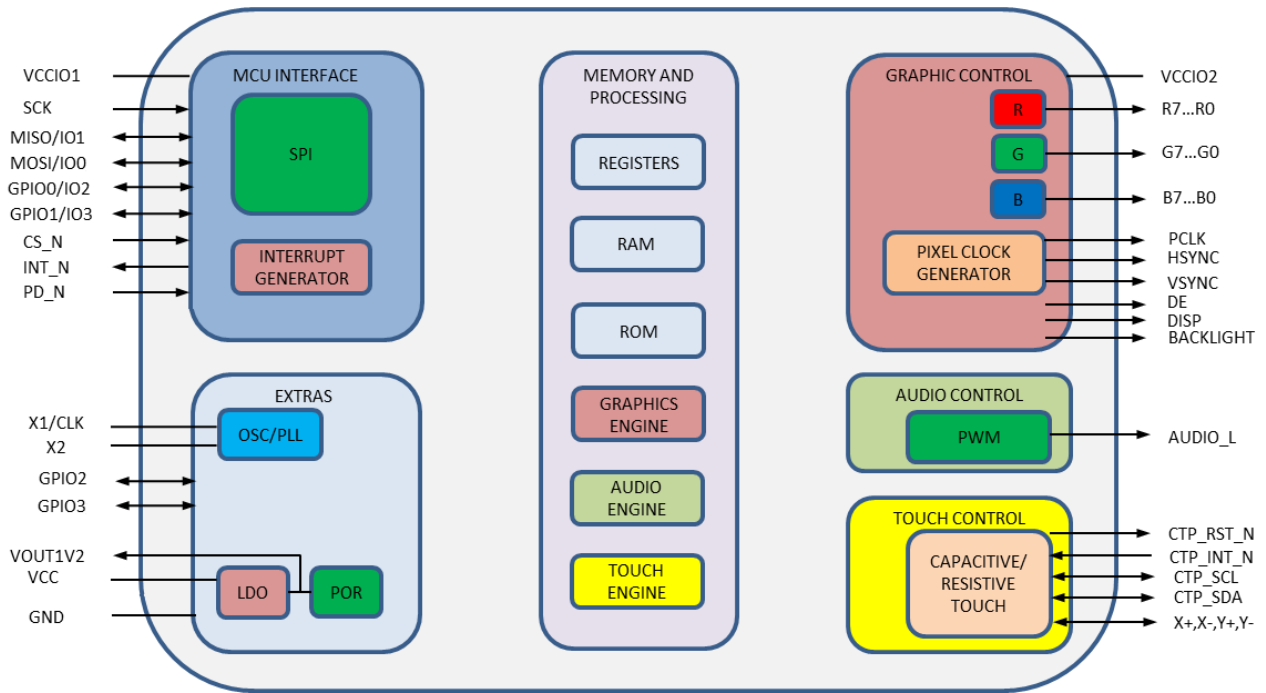 VCCIO1
SCK
MISO/IO1
MOSI/IO0
GPIO0/IO2
GPIO1/IO3
CS_N
INT_N
PD_N
MCU INTERFACE
SPI
INTERRUPT
GENERATOR
X1/CLK
X2
GPIO2
GPIO3
VOUT1V2
VCC
GND
EXTRAS
OSC/PLL
LDO
POR
MEMORY AND
PROCESSING
REGISTERS
RAM
ROM
GRAPHICS
ENGINE
AUDIO
ENGINE
TOUCH
ENGINE
GRAPHIC CONTROL
R
G
B
PIXEL CLOCK
GENERATOR
VCCIO2
R7...R0
G7...G0
B7...B0
PCLK
HSYNC
VSYNC
DE
DISP
BACKLIGHT
AUDIO CONTROL
PWM
AUDIO_L
TOUCH CONTROL
CAPACITIVE/
RESISTIVE
TOUCH
CTP_RST_N
CTP_INT_N
CTP_SCL
CTP_SDA
X+,X-,Y+,Y-